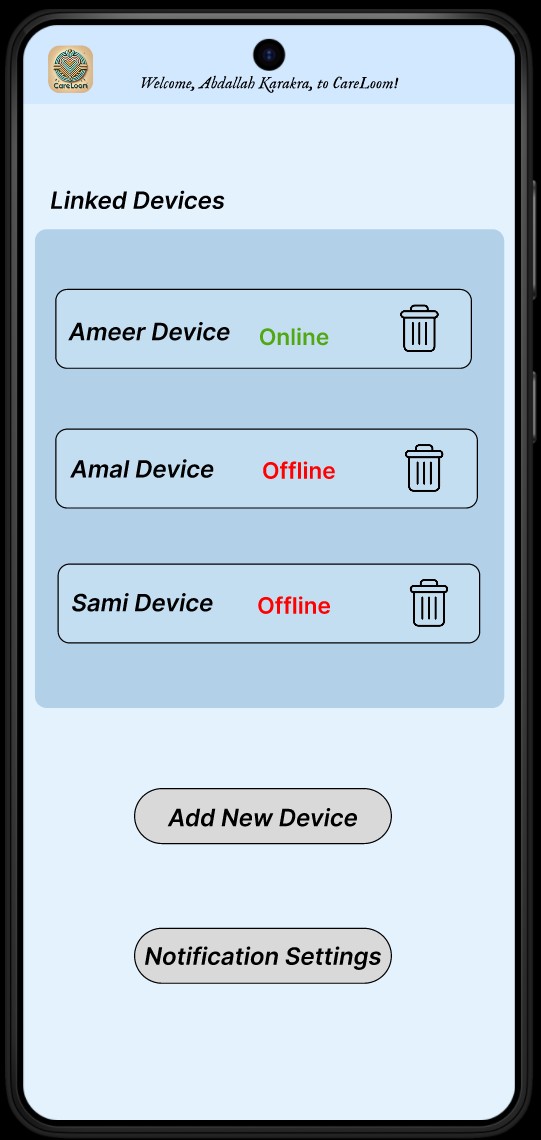 CareLoom
Welcome, Abdallah Karakra, to CareLoom!
Linked Devices
Ameer Device Online
Amal Device Offline
Sami Device Offline
Add New Device
Notification Settings